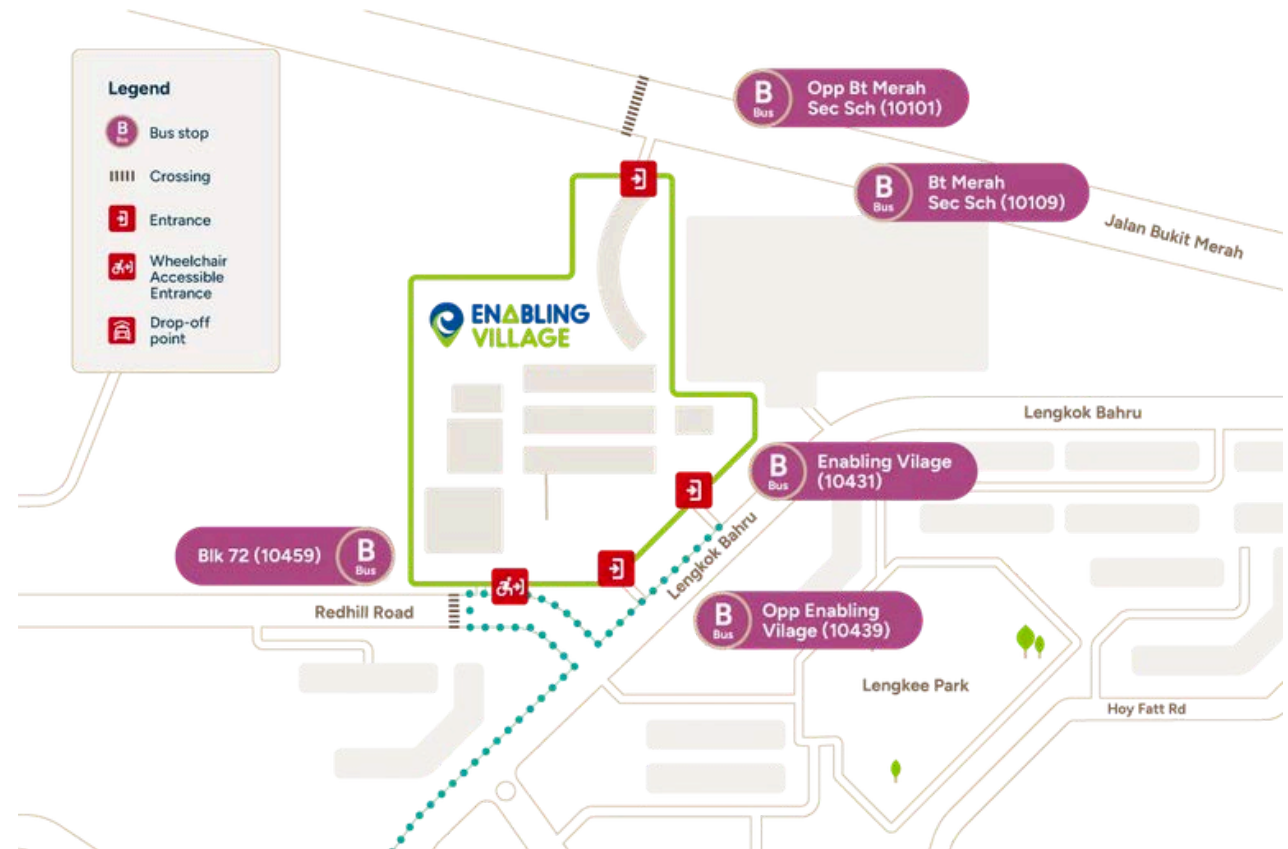 Legend
B
Bus
Bus stop
Crossing
Entrance
Wheelchair
Accessible
Entrance
Drop-off
point
B
Bus
Opp Bt Merah
Sec Sch (10101)
B
Bus
Bt Merah
Sec Sch (10109)
Jalan Bukit Merah
ENABLING
VILLAGE
Lengkok Bahru
B
Bus
Enabling Vilage
(10431)
Lengkok Bahru
Blk 72 (10459)
B
Bus
Redhill Road
B
Bus
Opp Enabling
Vilage (10439)
Lengkee Park
Hoy Fatt Rd